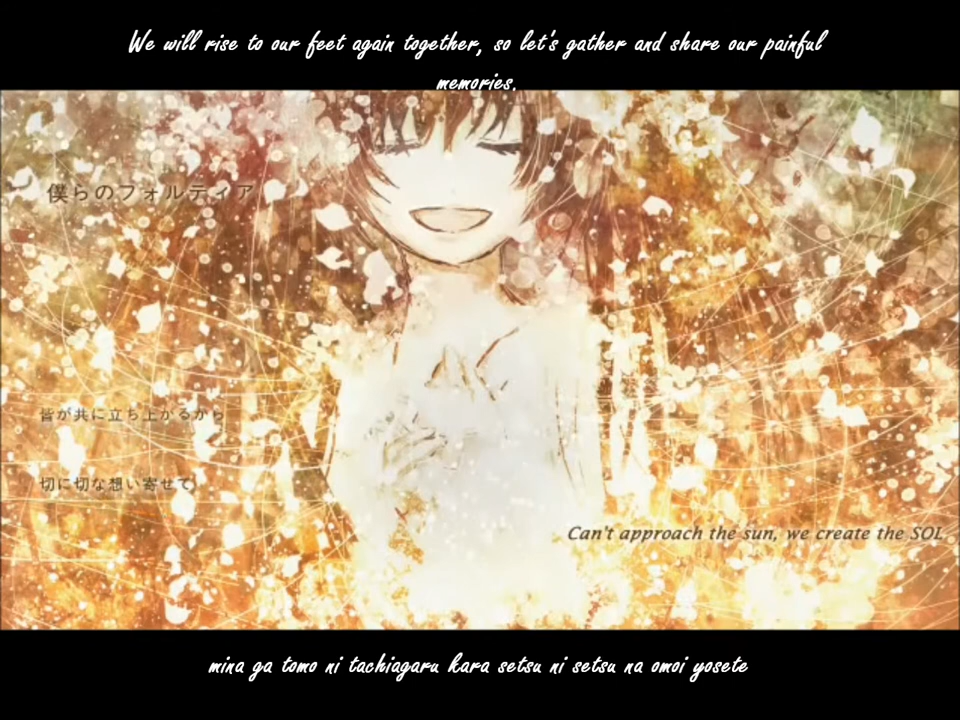 We will rise to our feet again together, so let's gather and share our painful
memories.
僕らのフォルティア
皆が共に立ち上がるから
切に切な想い寄せて
Can't approach the sun, we create the SOL
mina ga tomo ni tachiagaru kara setsu ni setsu na omoi yosete